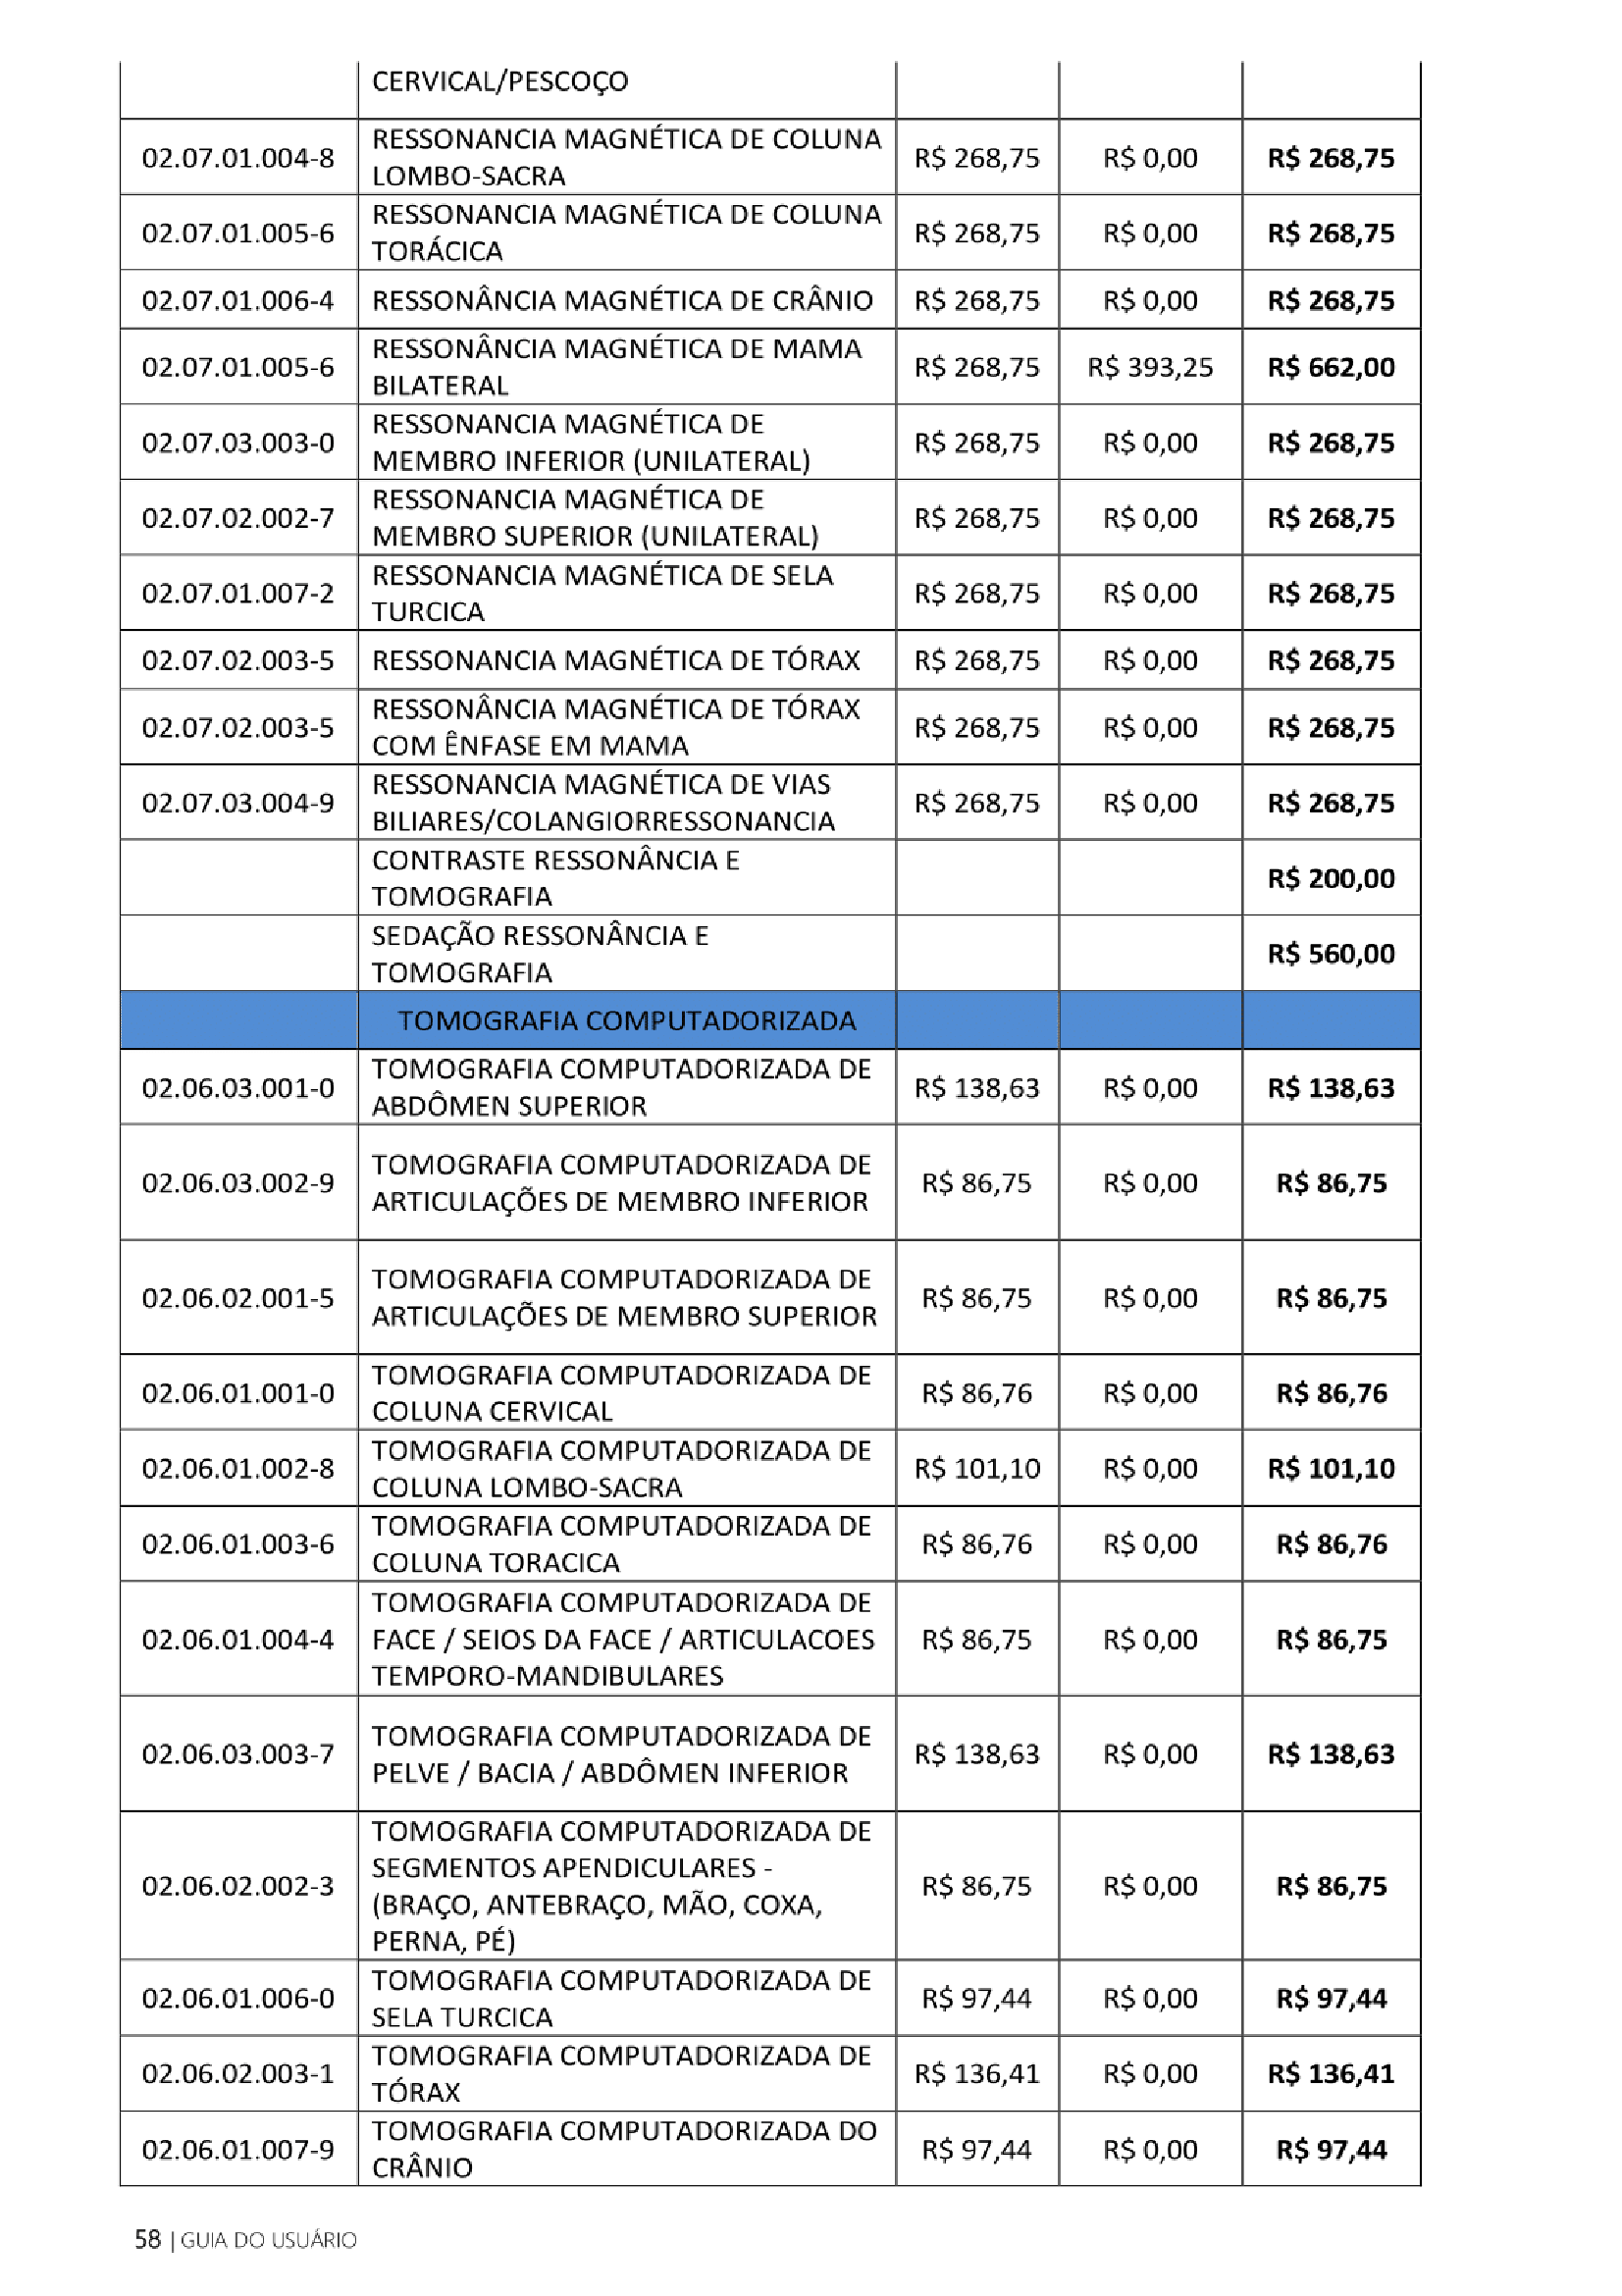 CERVICAL/PESCOÇO
02.07.01.004-8 RESSONANCIA MAGNÉTICA DE COLUNA
LOMBO-SACRA R$ 268,75 R$ 0,00 R$ 268,75
02.07.01.005-6 RESSONANCIA MAGNÉTICA DE COLUNA
TORÁCICA R$ 268,75 R$ 0,00 R$ 268,75
02.07.01.006-4 RESSONÂNCIA MAGNÉTICA DE CRÂNIO R$ 268,75 R$ 0,00 R$ 268,75
02.07.01.005-6 RESSONÂNCIA MAGNÉTICA DE MAMA
BILATERAL R$ 268,75 R$ 393,25 R$ 662,00
02.07.03.003-0 RESSONANCIA MAGNÉTICA DE
MEMBRO INFERIOR (UNILATERAL) R$ 268,75 R$ 0,00 R$ 268,75
02.07.02.002-7 RESSONANCIA MAGNÉTICA DE
MEMBRO SUPERIOR (UNILATERAL) R$ 268,75 R$ 0,00 R$ 268,75
02.07.01.007-2 RESSONANCIA MAGNÉTICA DE SELA
TURCICA R$ 268,75 R$ 0,00 R$ 268,75
02.07.02.003-5 RESSONANCIA MAGNÉTICA DE TÓRAX R$ 268,75 R$ 0,00 R$ 268,75
02.07.02.003-5 RESSONÂNCIA MAGNÉTICA DE TÓRAX
COM ÊNFASE EM MAMA R$ 268,75 R$ 0,00 R$ 268,75
02.07.03.004-9 RESSONANCIA MAGNÉTICA DE VIAS
BILIARES/COLANGIORRESSONANCIA R$ 268,75 R$ 0,00 R$ 268,75
CONTRASTE RESSONÂNCIA E
TOMOGRAFIA R$ 200,00
SEDAÇÃO RESSONÂNCIA E
TOMOGRAFIA R$ 560,00
TOMOGRAFIA COMPUTADORIZADA
02.06.03.001-0 TOMOGRAFIA COMPUTADORIZADA DE
ABDÔMEN SUPERIOR R$ 138,63 R$ 0,00 R$ 138,63
02.06.03.002-9 TOMOGRAFIA COMPUTADORIZADA DE
ARTICULAÇÕES DE MEMBRO INFERIOR R$ 86,75 R$ 0,00 R$ 86,75
02.06.02.001-5 TOMOGRAFIA COMPUTADORIZADA DE
ARTICULAÇÕES DE MEMBRO SUPERIOR R$ 86,75 R$ 0,00 R$ 86,75
02.06.01.001-0 TOMOGRAFIA COMPUTADORIZADA DE
COLUNA CERVICAL R$ 86,76 R$ 0,00 R$ 86,76
02.06.01.002-8 TOMOGRAFIA COMPUTADORIZADA DE
COLUNA LOMBO-SACRA R$ 101,10 R$ 0,00 R$ 101,10
02.06.01.003-6 TOMOGRAFIA COMPUTADORIZADA DE
COLUNA TORACICA R$ 86,76 R$ 0,00 R$ 86,76
TOMOGRAFIA COMPUTADORIZADA DE
02.06.01.004-4 FACE / SEIOS DA FACE / ARTICULACOES R$ 86,75 R$ 0,00 R$ 86,75
TEMPORO-MANDIBULARES
02.06.03.003-7 TOMOGRAFIA COMPUTADORIZADA DE
PELVE / BACIA / ABDÔMEN INFERIOR R$ 138,63 R$ 0,00 R$ 138,63
TOMOGRAFIA COMPUTADORIZADA DE
02.06.02.002-3 SEGMENTOS APENDICULARES -
(BRAÇO, ANTEBRAÇO, MÃO, COXA, R$ 86,75 R$ 0,00 R$ 86,75
PERNA, PÉ)
02.06.01.006-0 TOMOGRAFIA COMPUTADORIZADA DE
SELA TURCICA R$ 97,44 R$ 0,00 R$ 97,44
02.06.02.003-1 TOMOGRAFIA COMPUTADORIZADA DE
TÓRAX R$ 136,41 R$ 0,00 R$ 136,41
02.06.01.007-9 TOMOGRAFIA COMPUTADORIZADA DO
CRÂNIO R$ 97,44 R$ 0,00 R$ 97,44
58 | GUIA DO USUÁRIO